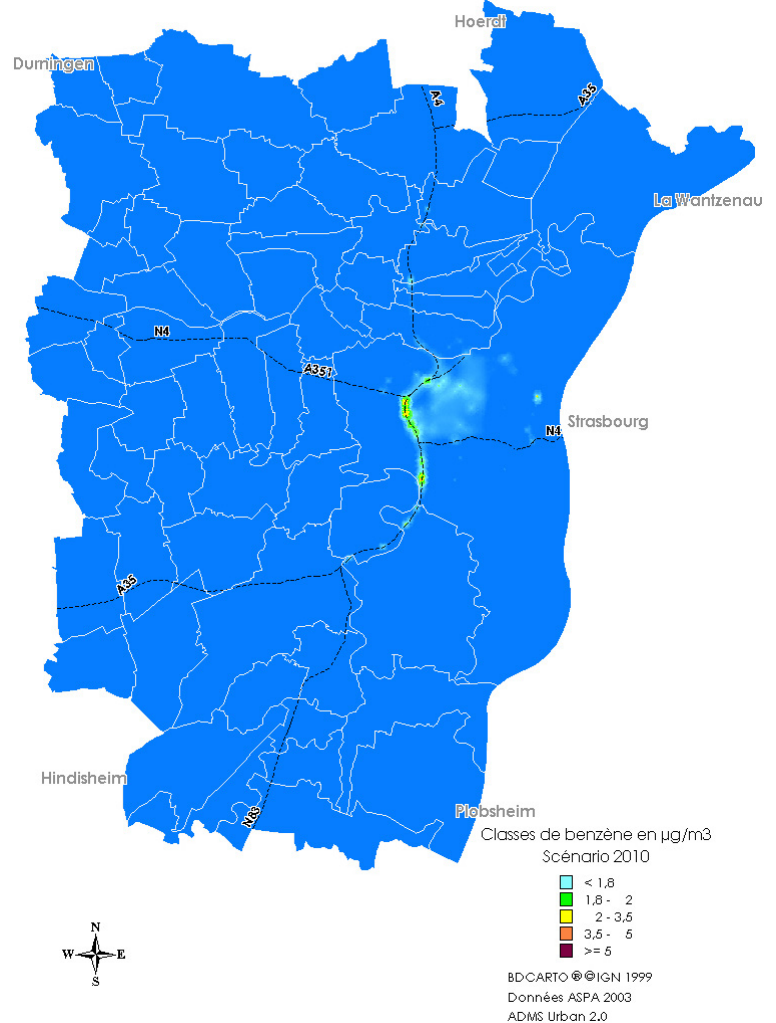 Hoerdt
Durningen
A4
A35
La Wantzenau
N4
A351
Strasbourg
N4
A35
Hindisheim
N83
Plobsheim
Classes de benzène en µg/m3
Scénario 2010
< 1,8
1,8 - 2
2 - 3,5
3,5 - 5
>= 5
N
W E
S
BDCARTO ® © IGN 1999
Données ASPA 2003
ADMS Urban 2.0